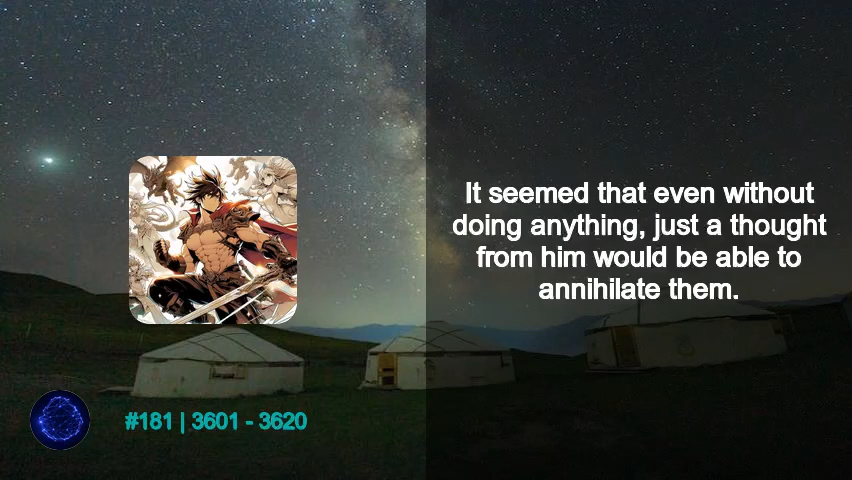 It seemed that even without
doing anything, just a thought
from him would be able to
annihilate them.
#181 | 3601 - 3620